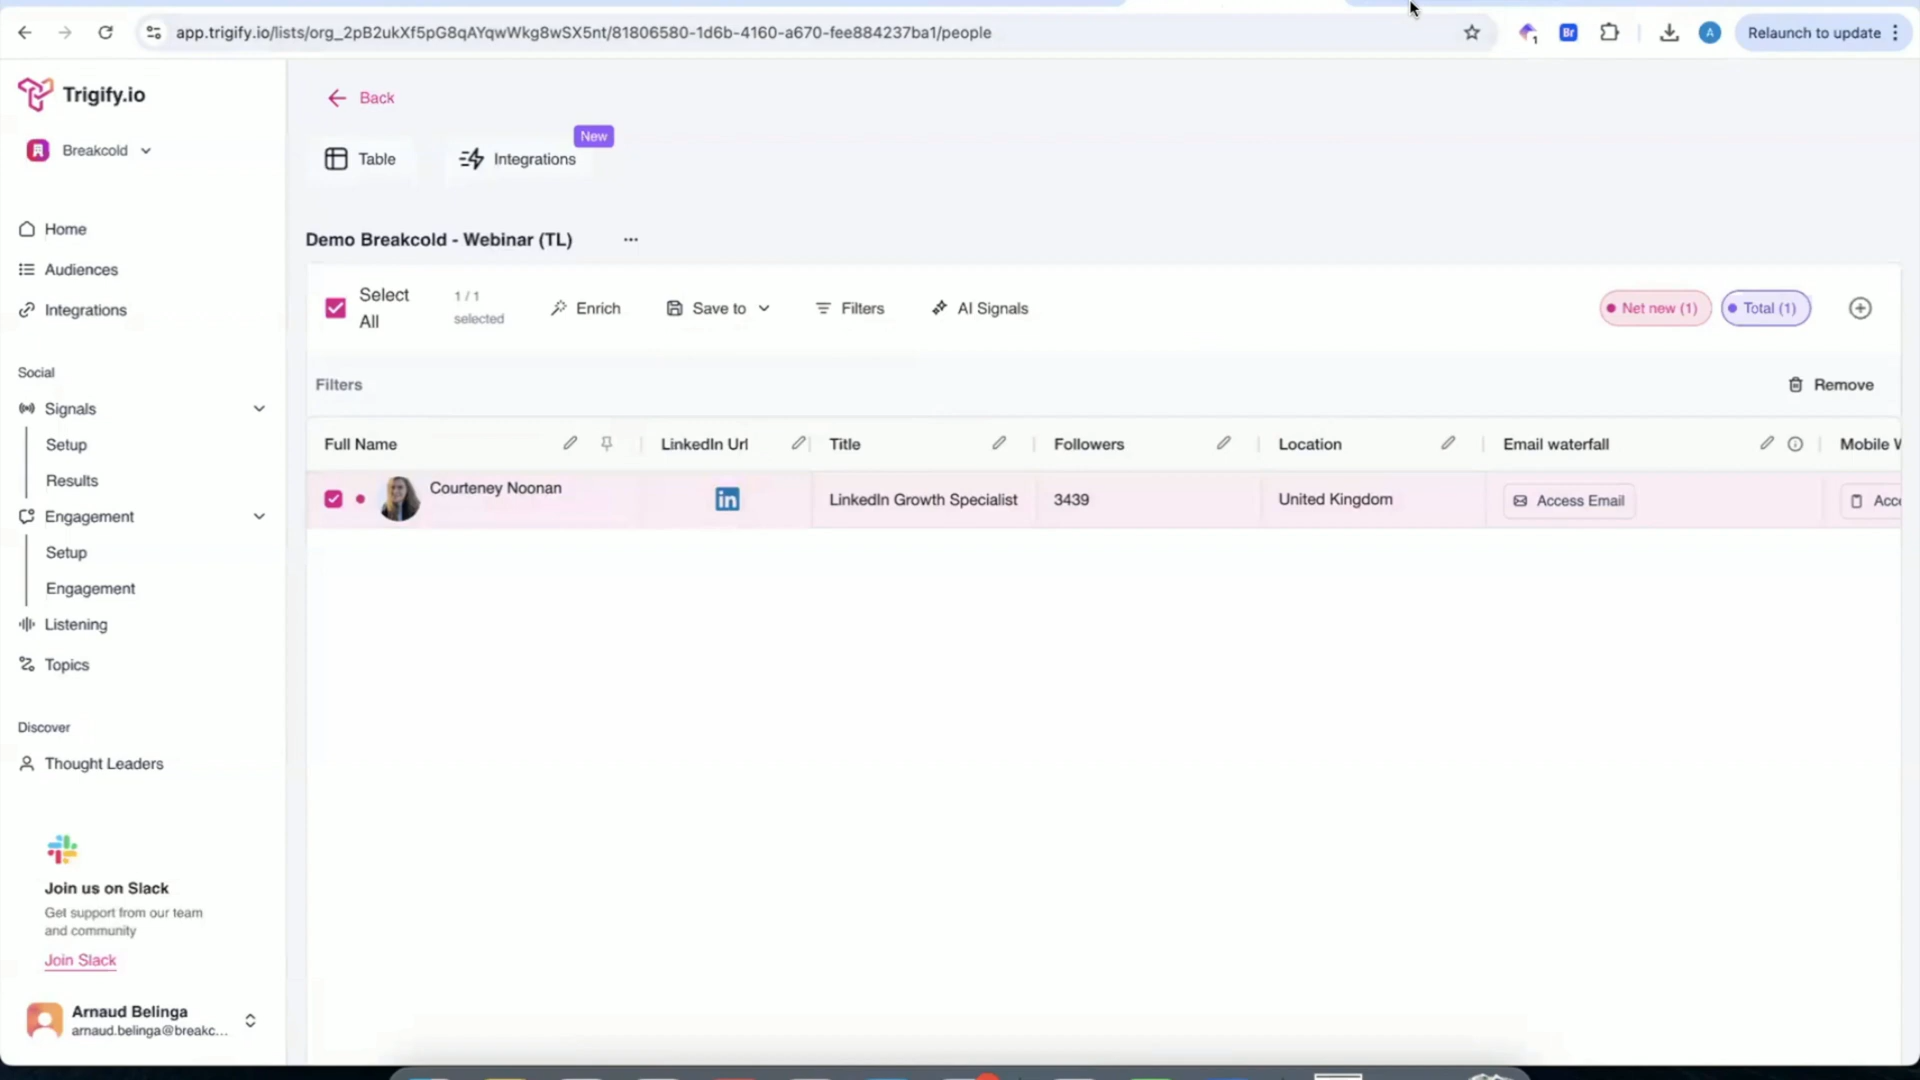 app.trigify.io/lists/org_2pB2ukXf5pG8qAYqwWkg8wSX5nt/81806580-1d6b-4160-a670-fee884237ba1/people
1
Br
A
Relaunch to update
Trigify.io
Breakcold
Home
Audiences
Integrations
Social
Signals
Setup
Results
Engagement
Setup
Engagement
Listening
Topics
Discover
Thought Leaders
Join us on Slack
Get support from our team
and community
Join Slack
Arnaud Belinga
arnaud.belinga@breakc...
Back
Table
Integrations
New
Demo Breakcold - Webinar (TL)
Select All
1 / 1 selected
Enrich
Save to
Filters
AI Signals
Net new (1)
Total (1)
Filters
Remove
Full Name
LinkedIn Url
Title
Followers
Location
Email waterfall
Mobile W
Courteney Noonan
in
LinkedIn Growth Specialist
3439
United Kingdom
Access Email
Acc